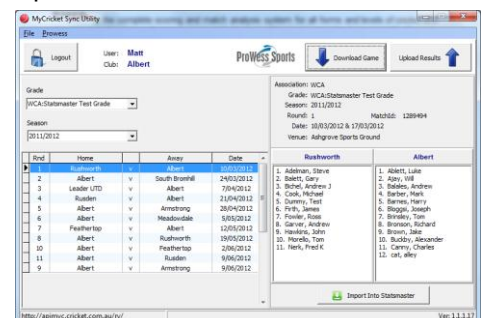 MyCricket Sync Utility
File Prowess
Logout
User: Matt
Club: Albert
ProWess Sports
Download Game
Upload Results
Grade
WCA:Statsmaster Test Grade
Season
2011/2012
Association: WCA
Grade: WCA:Statsmaster Test Grade
Season: 2011/2012
Round: 1 MatchId: 1289494
Date: 10/03/2012 & 17/03/2012
Venue: Ashgrove Sports Ground
Rnd Home Away Date
1 Rushworth v Albert 10/03/2012
2 Albert v South Bromhill 24/03/2012
3 Leader UTD v Albert 7/04/2012
4 Rusden v Albert 21/04/2012
5 Albert v Armstrong 28/04/2012
6 Albert v Meadowdale 5/05/2012
7 Feathertop v Albert 12/05/2012
8 Albert v Rushworth 19/05/2012
10 Albert v Feathertop 2/06/2012
11 Albert v Rusden 9/06/2012
9 Albert v Armstrong 9/06/2012
Rushworth
1. Adelman, Steve
2. Balett, Gary
3. Bichel, Andrew J
4. Cook, Michael
5. Dummy, Test
6. Firth, James
7. Fowler, Ross
8. Garver, Andrew
9. Hawkins, John
10. Morello, Tom
11. Nerk, Fred K
Albert
1. Ablett, Luke
2. Ajay, Will
3. Balales, Andrew
4. Barber, Mark
5. Barnes, Harry
6. Bloggs, Joseph
7. Brinsley, Tom
8. Bronson, Richard
9. Brown, Jake
10. Buckby, Alexander
11. Canny, Charles
12. cat, alley
Import Into Statsmaster
http://apimyc.cricket.com.au/rv/
Ver: 1.1.1.17